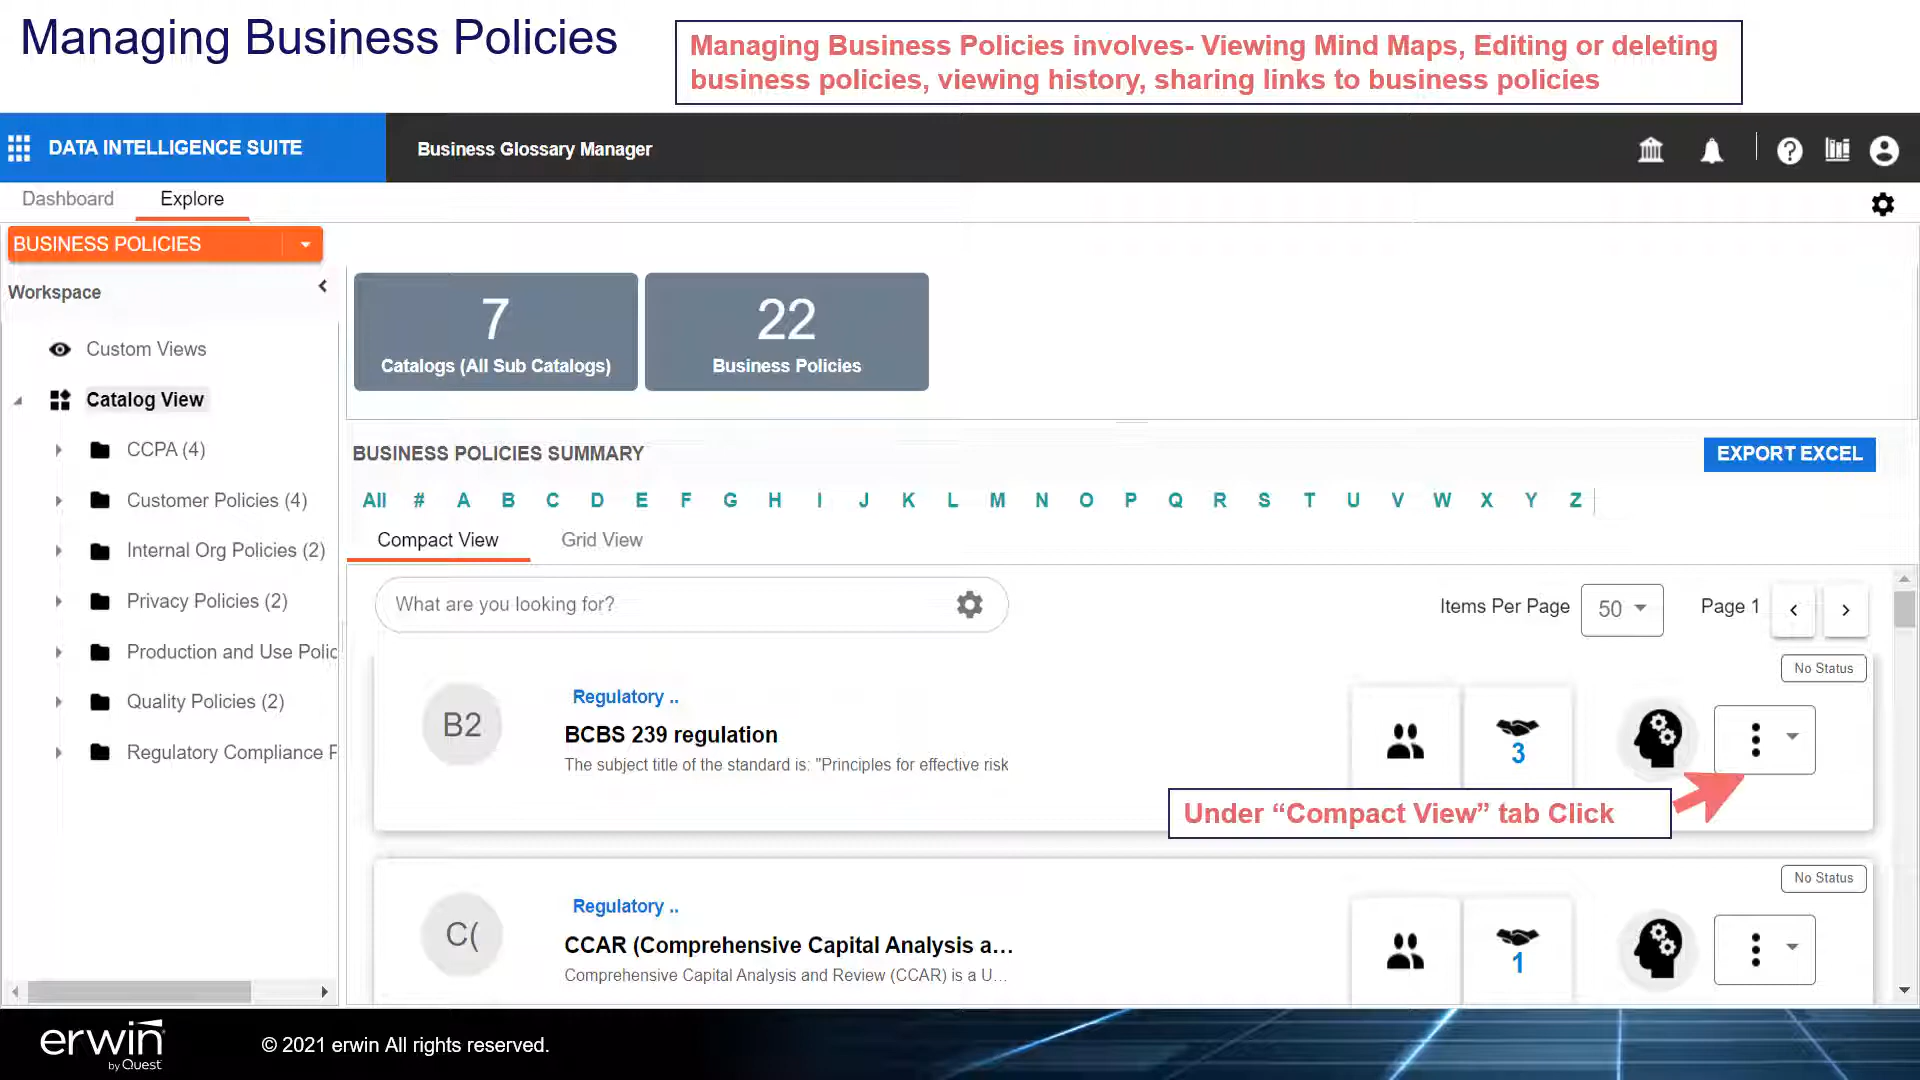 Managing Business Policies
Managing Business Policies involves- Viewing Mind Maps, Editing or deleting
business policies, viewing history, sharing links to business policies
DATA INTELLIGENCE SUITE
Business Glossary Manager
Dashboard
Explore
BUSINESS POLICIES
Workspace
Custom Views
Catalog View
CCPA (4)
Customer Policies (4)
Internal Org Policies (2)
Privacy Policies (2)
Production and Use Polic
Quality Policies (2)
Regulatory Compliance P
7
Catalogs (All Sub Catalogs)
22
Business Policies
BUSINESS POLICIES SUMMARY
EXPORT EXCEL
All # A B C D E F G H I J K L M N O P Q R S T U V W X Y Z
Compact View
Grid View
What are you looking for?
Items Per Page
50
Page 1
No Status
B2
Regulatory ..
BCBS 239 regulation
The subject title of the standard is: "Principles for effective risk
3
Under “Compact View” tab Click
No Status
C(
Regulatory ..
CCAR (Comprehensive Capital Analysis a...
Comprehensive Capital Analysis and Review (CCAR) is a U...
1
erwin
by Quest
© 2021 erwin All rights reserved.